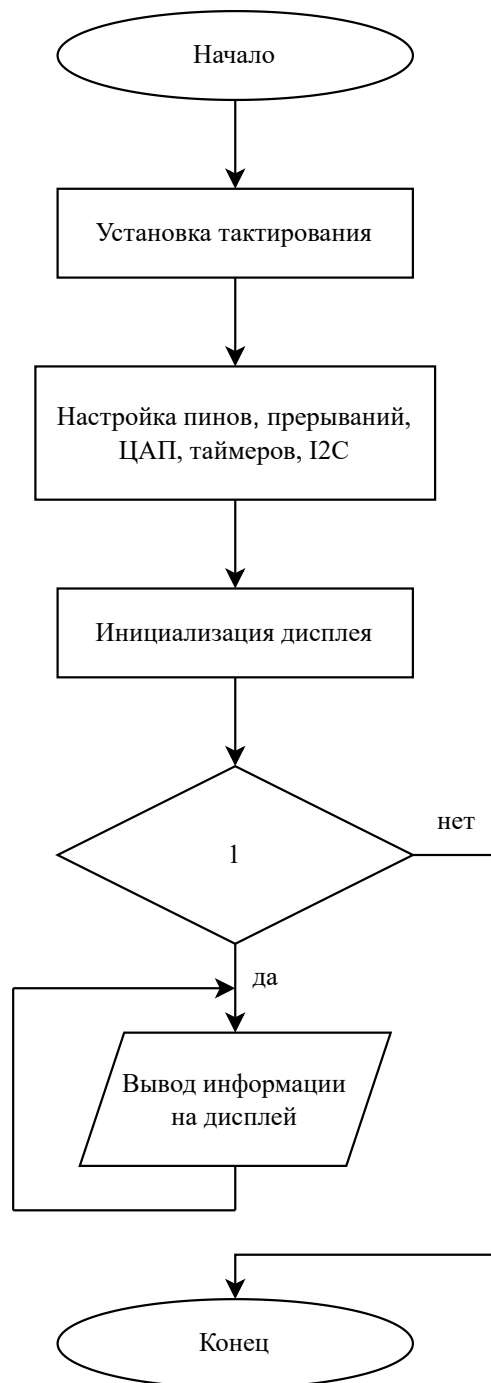 Начало
Установка тактирования
Настройка пинов, прерываний,
ЦАП, таймеров, I2C
Инициализация дисплея
1
нет
да
Вывод информации
на дисплей
Конец